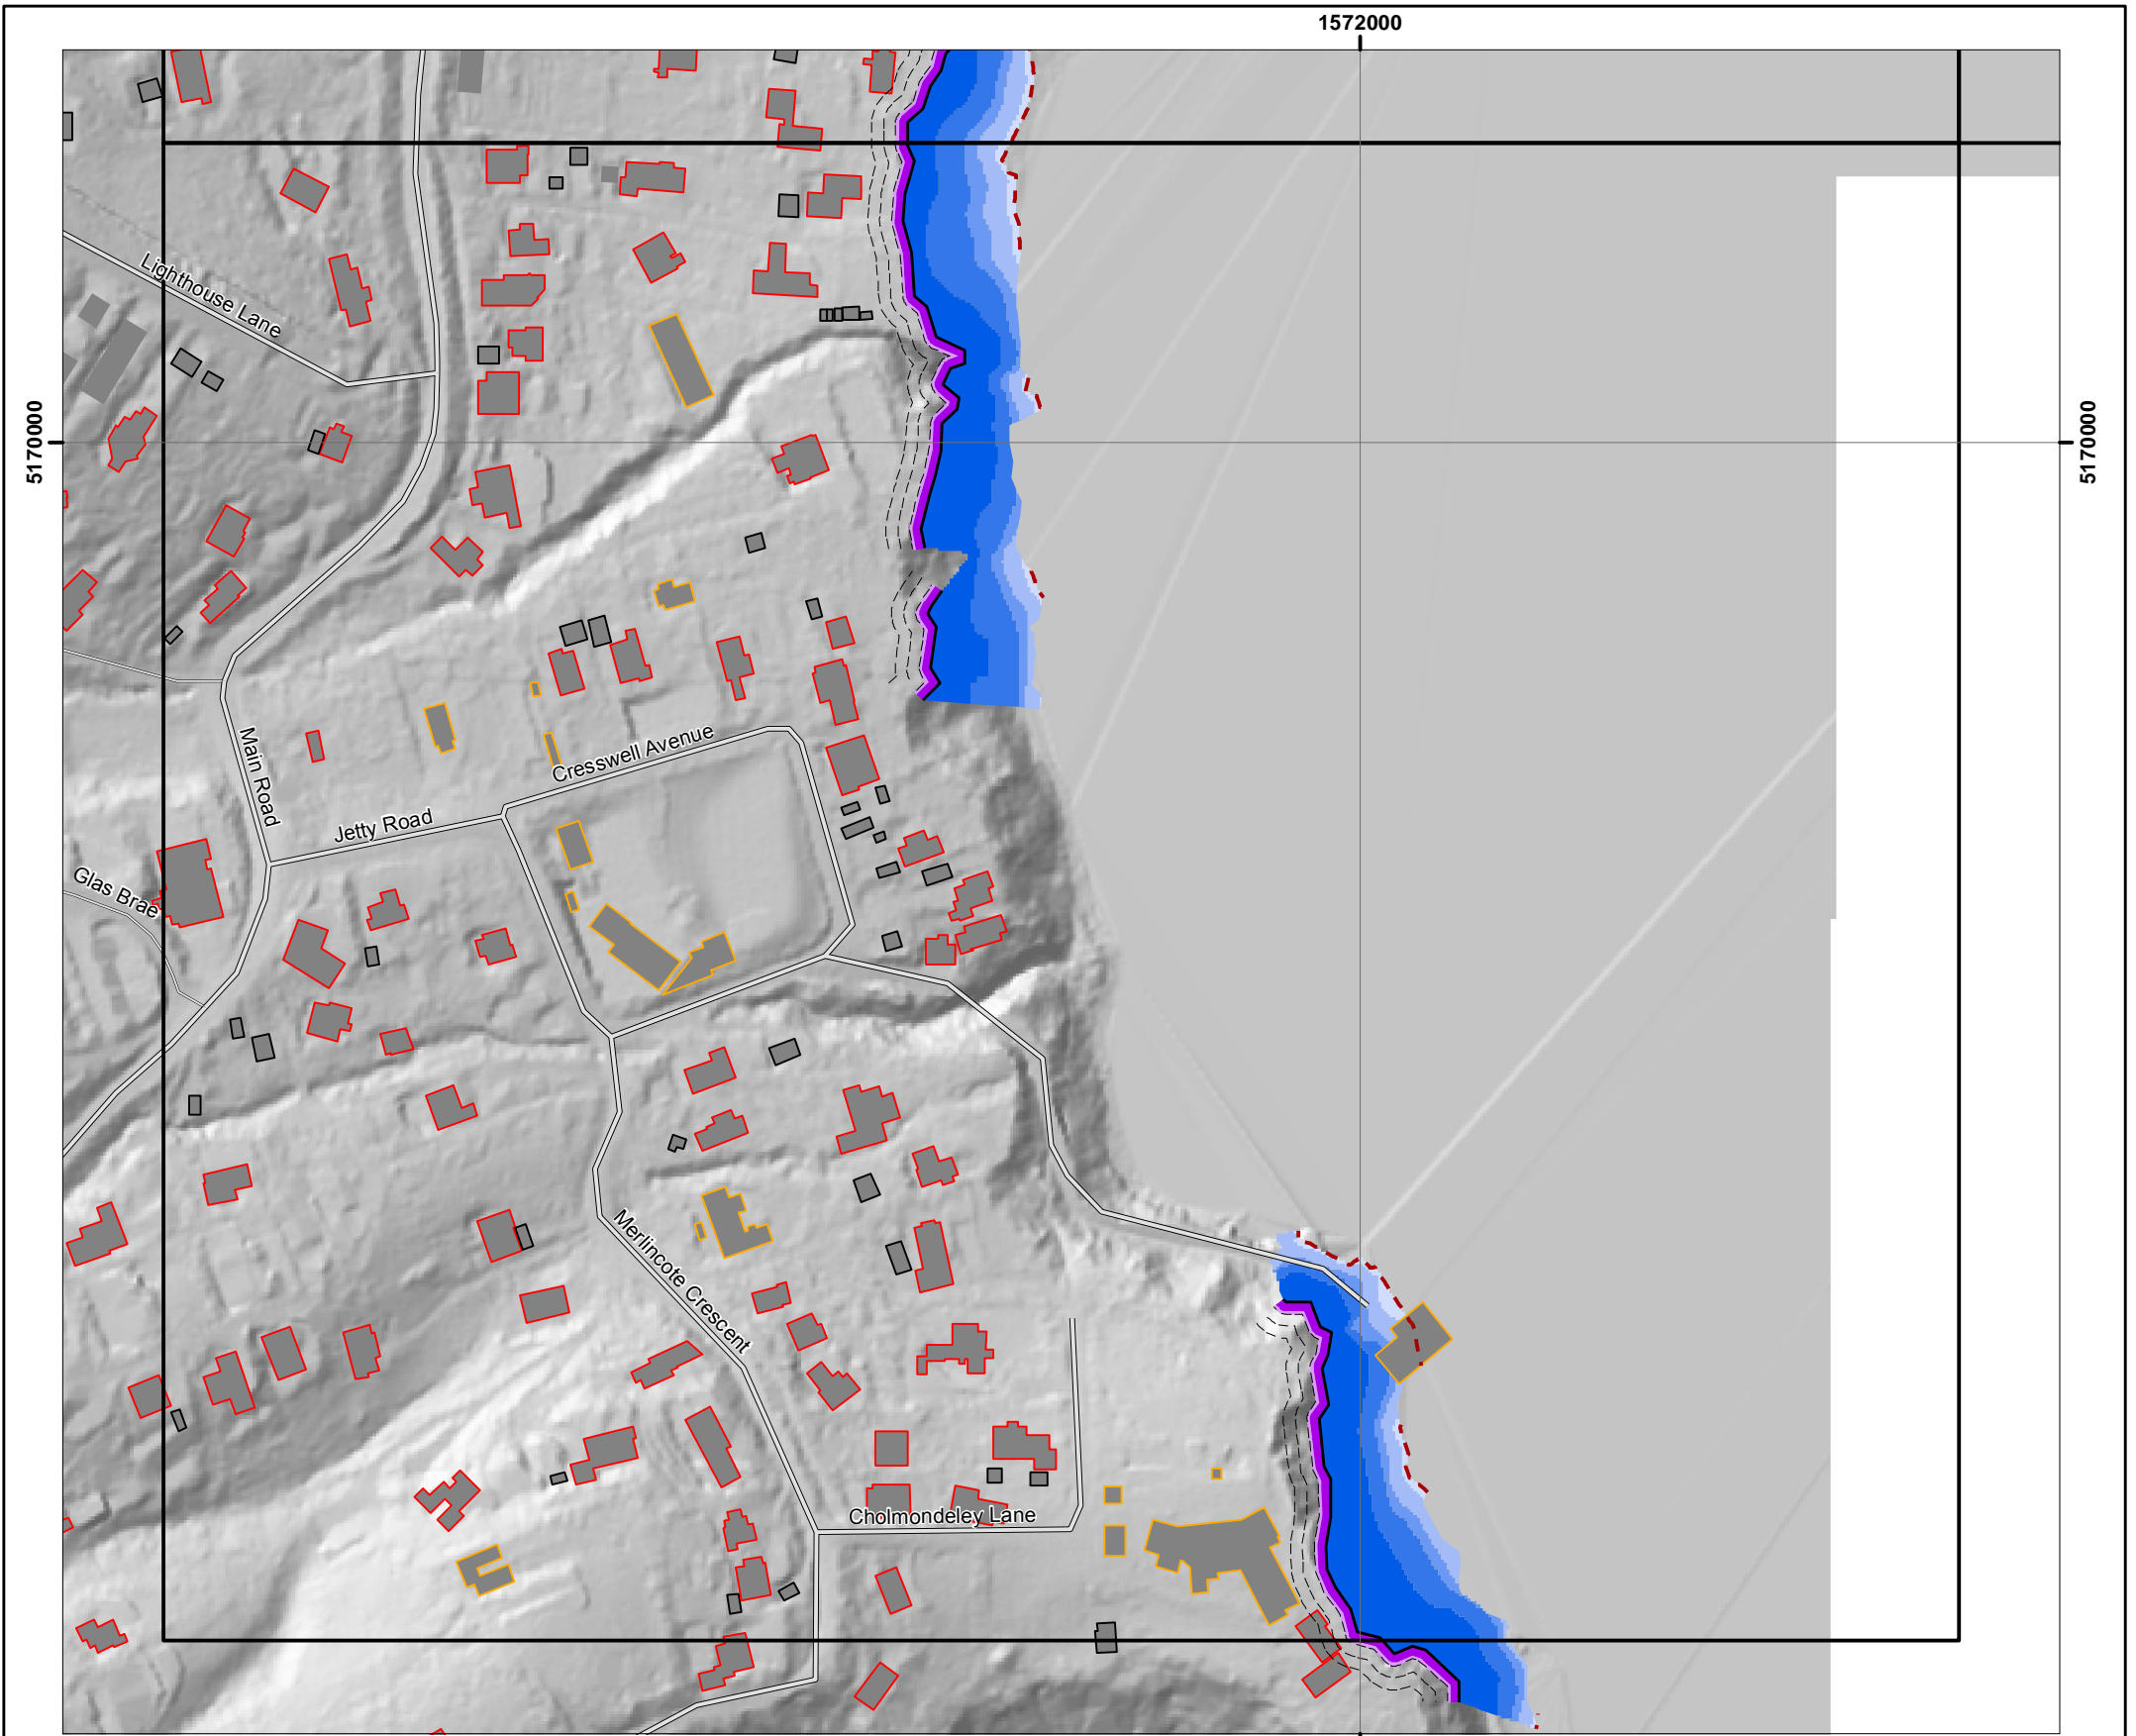 1572000
Lighthouse Lane
5170000
5170000
Main Road
Cresswell Avenue
Jetty Road
Glas Brae
Merlincote Crescent
Cholmondeley Lane